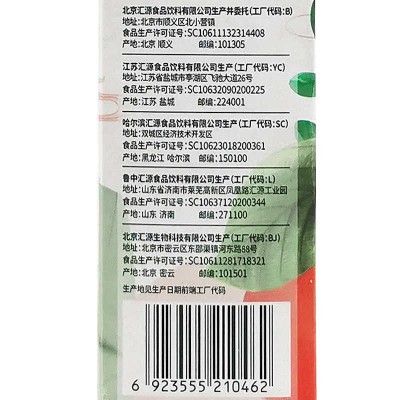 北京汇源食品饮料有限公司生产并委托(工厂代码:B)
地址:北京市顺义区北小营镇
食品生产许可证号:SC10611132314408
产地:北京 顺义 邮编:101305
江苏汇源食品饮料有限公司生产(工厂代码:YC)
地址:江苏省盐城市亭湖区飞驰大道26号
食品生产许可证号:SC10632090200225
产地:江苏 盐城 邮编:224001
哈尔滨汇源食品饮料有限公司生产(工厂代码:SC)
地址:双城区经济技术开发区
食品生产许可证号:SC10623018200361
产地:黑龙江 哈尔滨 邮编:150100
鲁中汇源食品饮料有限公司生产(工厂代码:L)
地址:山东省济南市莱芜高新区凤凰路汇源工业园
食品生产许可证号:SC10637120200344
产地:山东 济南 邮编:271100
北京汇源生物科技有限公司生产(工厂代码:BJ)
地址:北京市密云区东邵渠镇河东路88号
食品生产许可证号:SC10611281718321
产地:北京 密云 邮编:101501
生产地见生产日期前端工厂代码
6 923555 210462